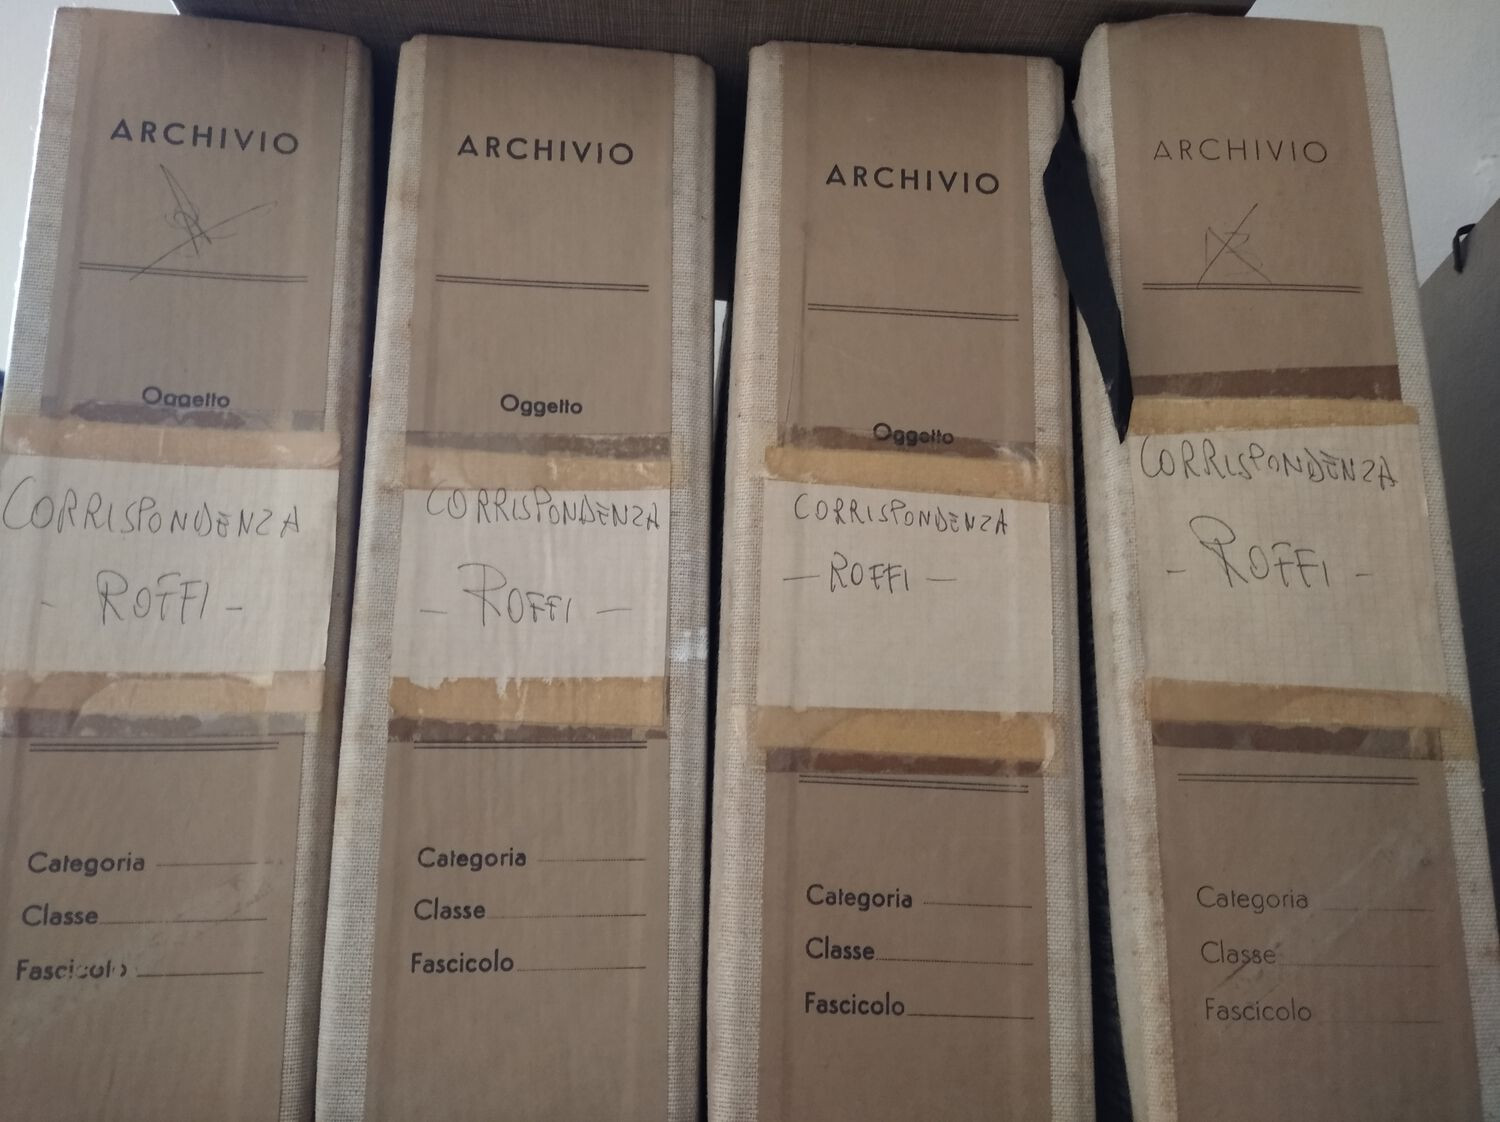 ARCHIVIO
Oggetto
CORRISPONDENZA
- ROFFI -
Categoria
Classe
Fascicolo
ARCHIVIO
Oggetto
CORRISPONDENZA
- ROFFI -
Categoria
Classe
Fascicolo
ARCHIVIO
Oggetto
CORRISPONDENZA
- ROFFI -
Categoria
Classe
Fascicolo
ARCHIVIO
CORRISPONDENZA
- ROFFI -
Categoria
Classe
Fascicolo